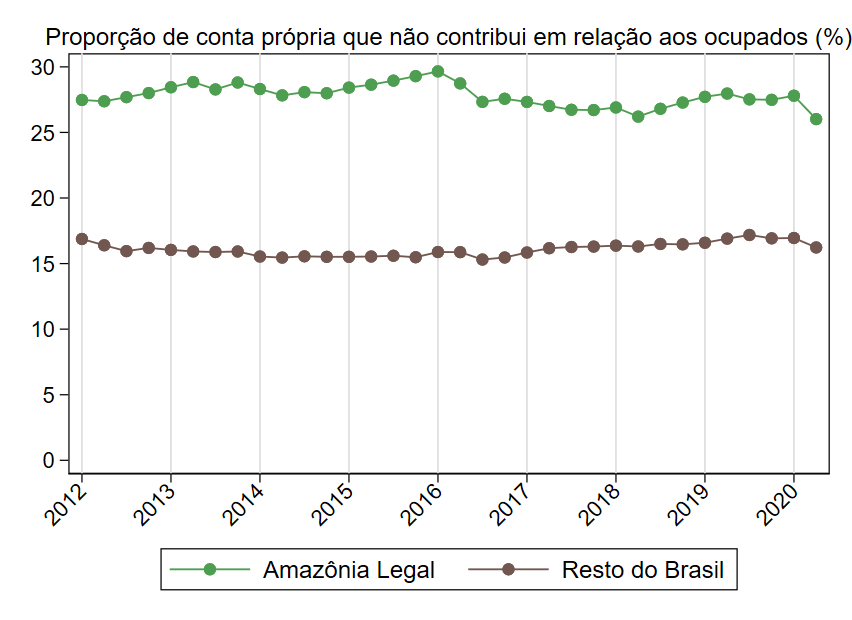 Proporção de conta própria que não contribui em relação aos ocupados (%)
30
25
20
15
10
5
0
2012 2013 2014 2015 2016 2017 2018 2019 2020
Amazônia Legal Resto do Brasil